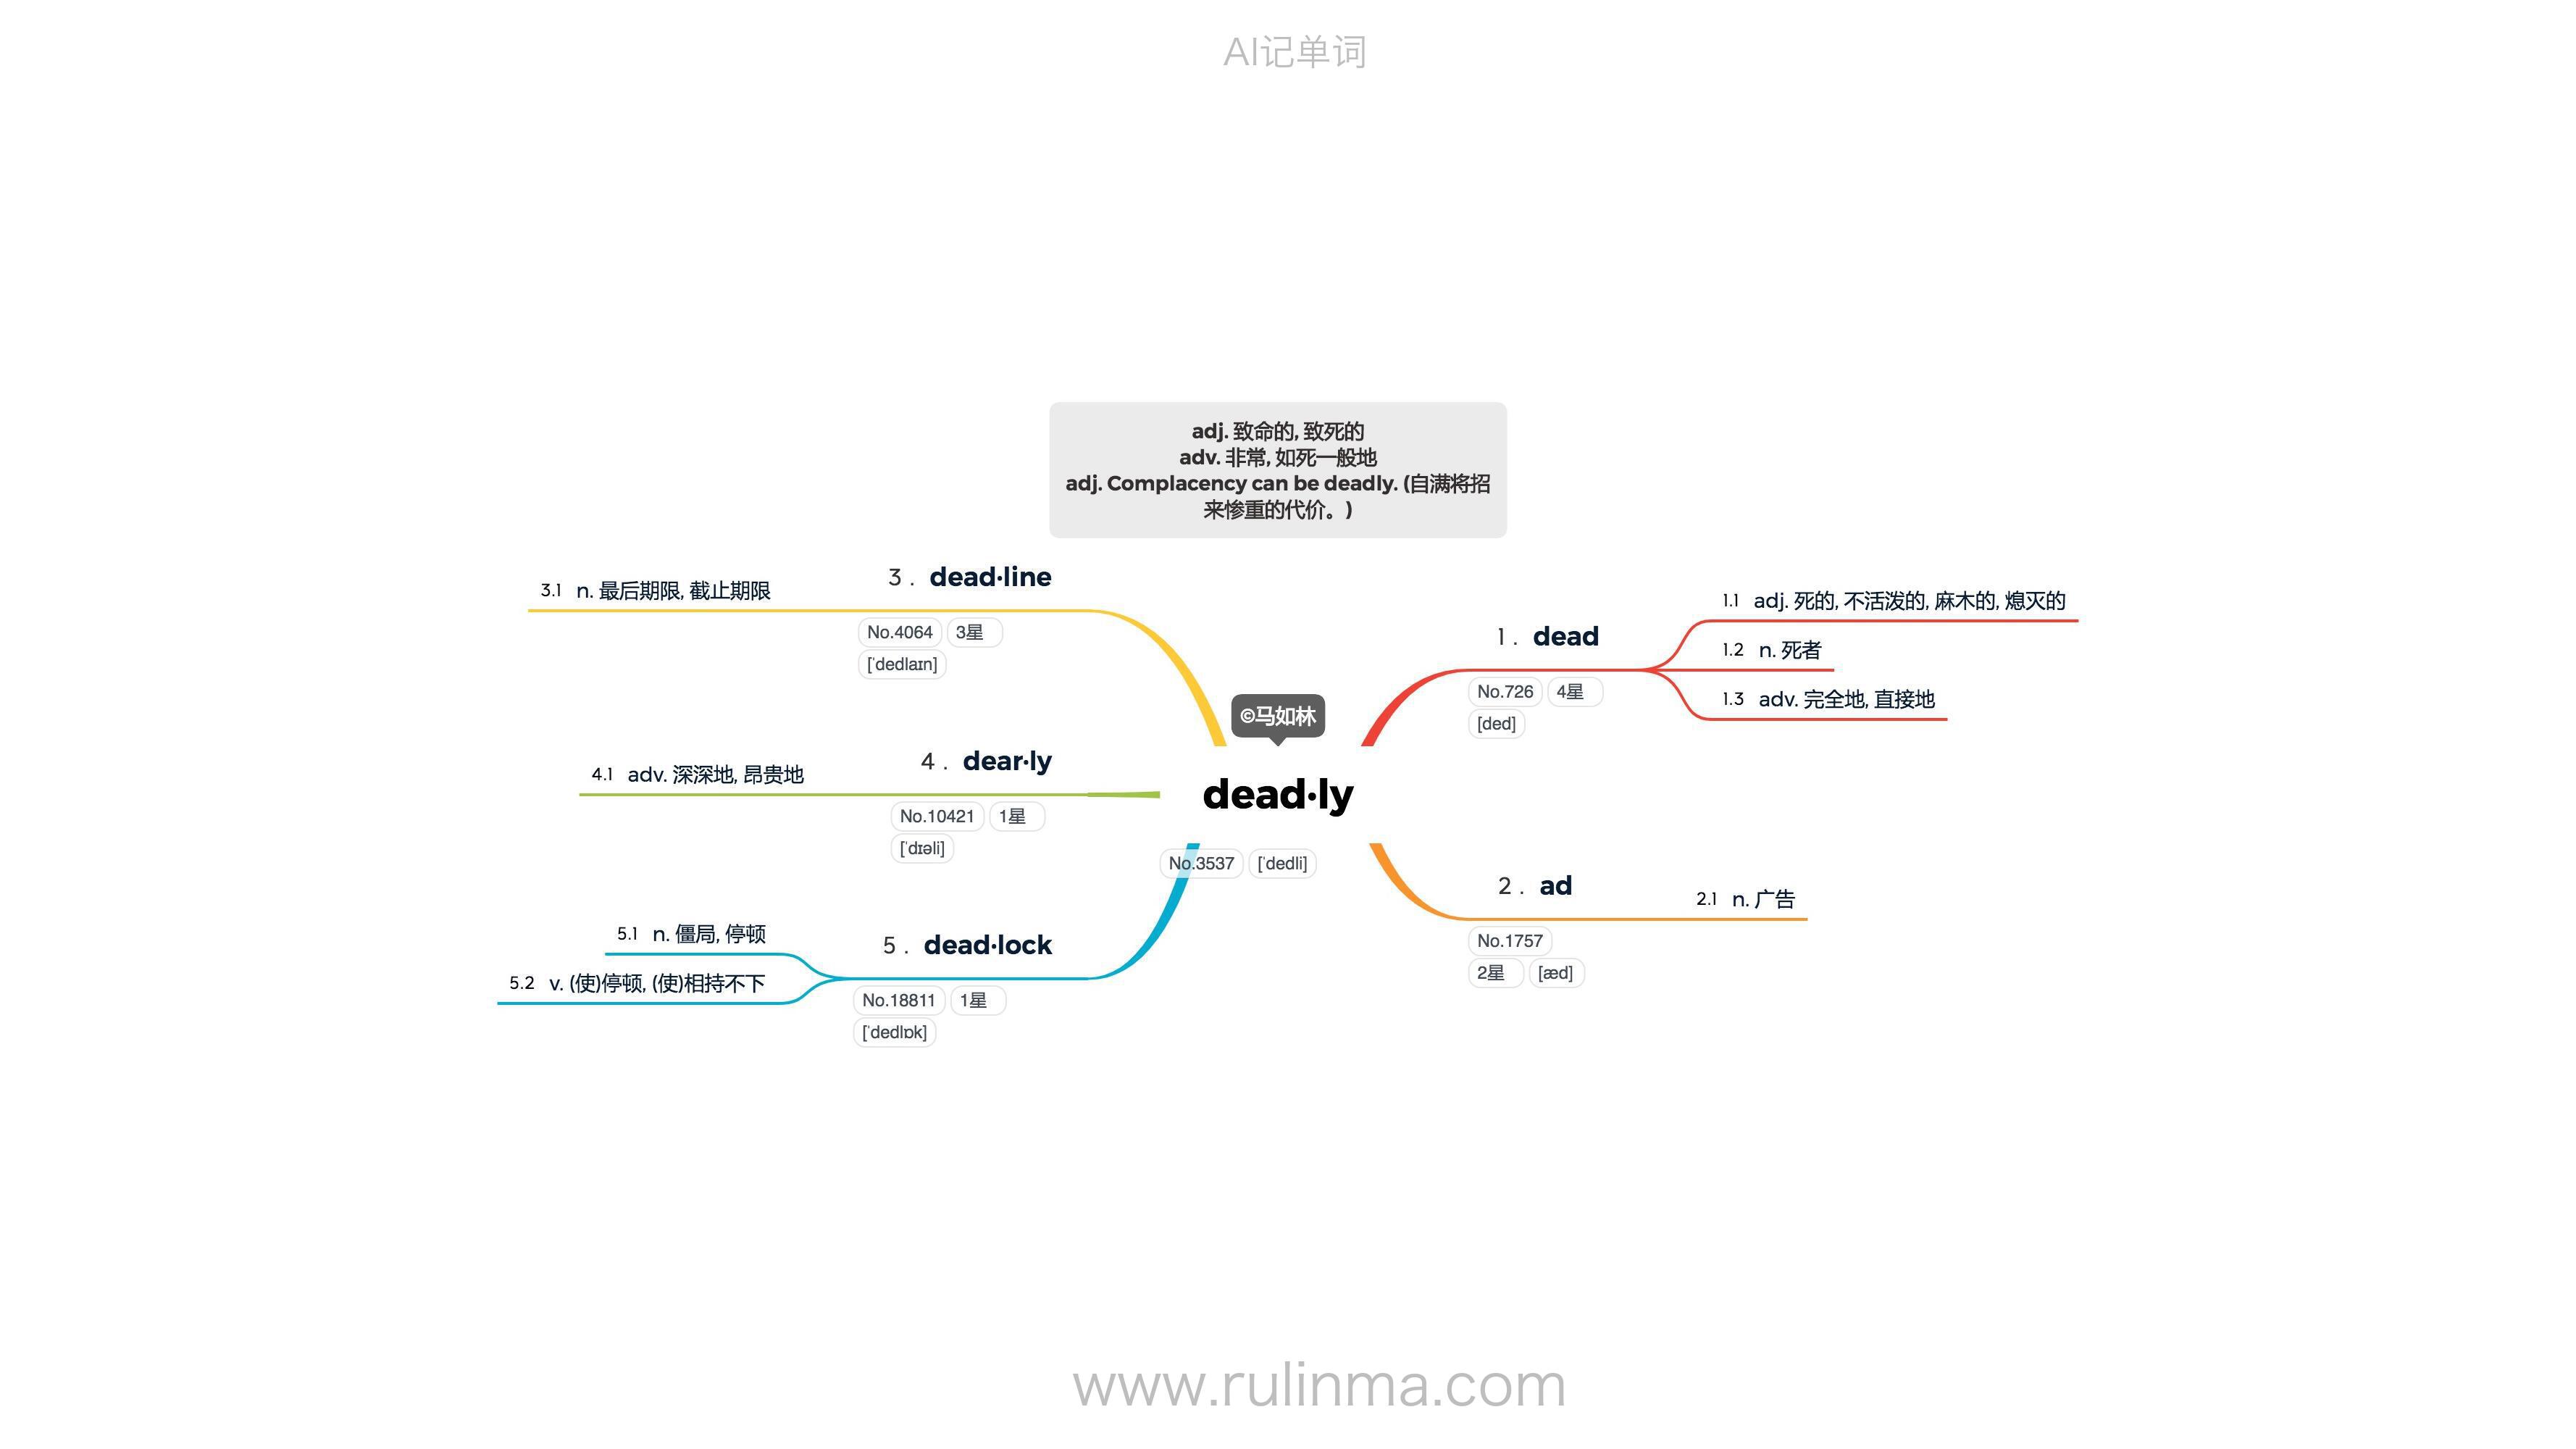 AI记单词
adj. 致命的, 致死的
adv. 非常, 如死一般地
adj. Complacency can be deadly. (自满将招
来惨重的代价。)
©马如林
dead·ly
No.3537 [ˈdedli]
1 . dead
No.726 4星
[ded]
1.1 adj. 死的, 不活泼的, 麻木的, 熄灭的
1.2 n. 死者
1.3 adv. 完全地, 直接地
2 . ad
No.1757
2星 [æd]
2.1 n. 广告
3 . dead·line
No.4064 3星
[ˈdedlaɪn]
3.1 n. 最后期限, 截止期限
4 . dear·ly
No.10421 1星
[ˈdɪəli]
4.1 adv. 深深地, 昂贵地
5 . dead·lock
No.18811 1星
[ˈdedlɒk]
5.1 n. 僵局, 停顿
5.2 v. (使)停顿, (使)相持不下
www.rulinma.com